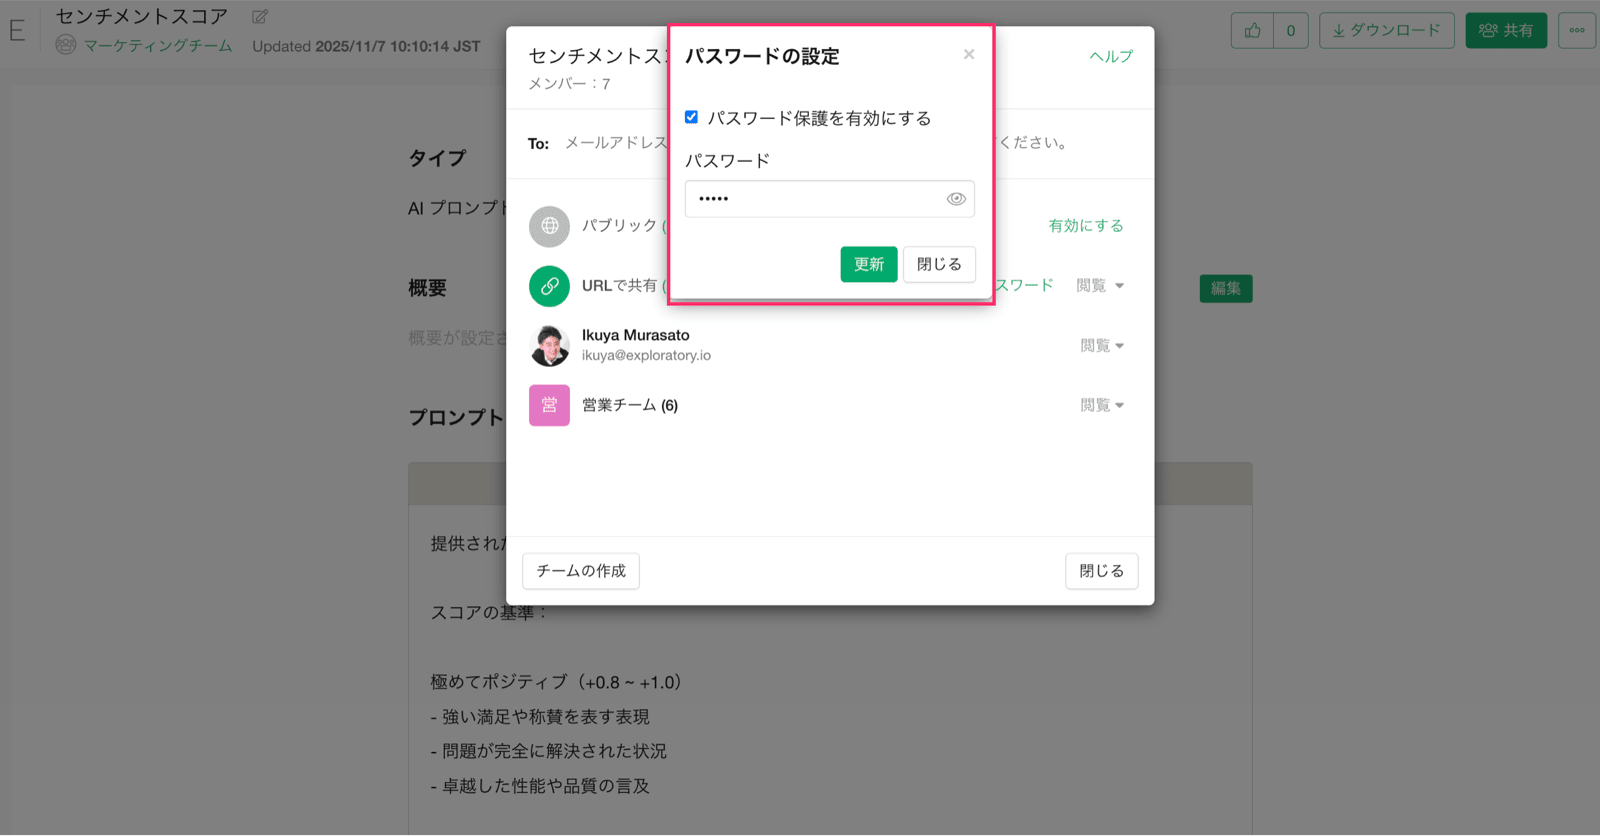 E
センチメントスコア
マーケティングチーム Updated 2025/11/7 10:10:14 JST
0
ダウンロード
共有
タイプ
AI プロンプト
概要
編集
概要が設定さ
プロンプト
提供された
スコアの基準：
極めてポジティブ（+0.8 ~ +1.0）
- 強い満足や称賛を表す表現
- 問題が完全に解決された状況
- 卓越した性能や品質の言及
センチメントス
メンバー：7
ヘルプ
To: メールアドレス
ください。
パブリック (
有効にする
URLで共有 (
スワード 閲覧
Ikuya Murasato
ikuya@exploratory.io
閲覧
営
営業チーム (6)
閲覧
チームの作成
閉じる
パスワードの設定
×
パスワード保護を有効にする
パスワード
•••••
更新
閉じる